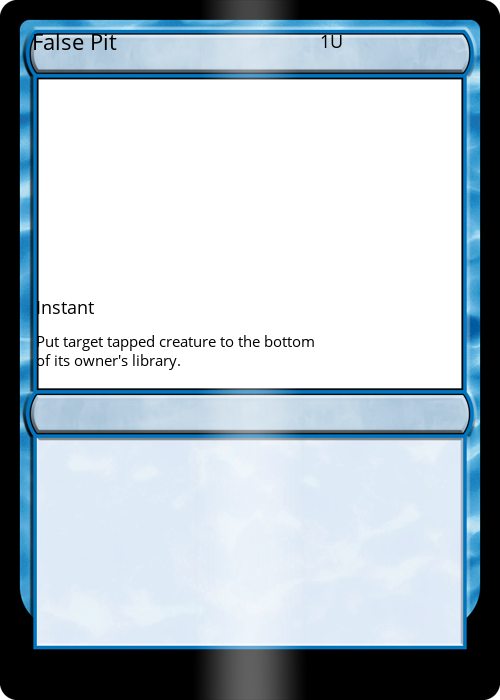 False Pit 1U
Instant
Put target tapped creature to the bottom
of its owner's library.